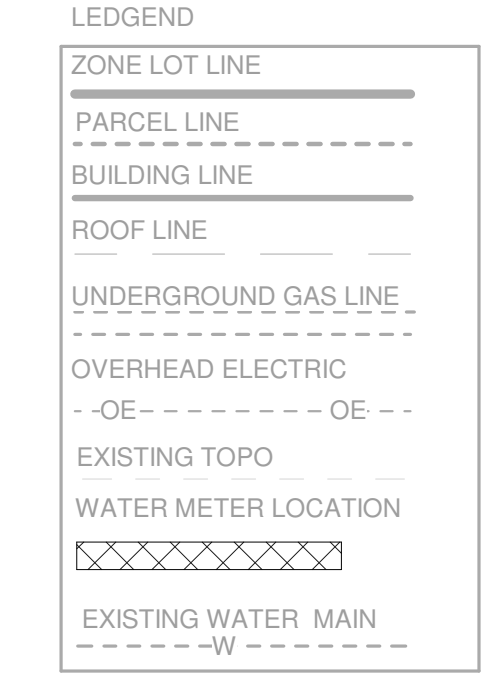 LEDGEND
ZONE LOT LINE
PARCEL LINE
BUILDING LINE
ROOF LINE
UNDERGROUND GAS LINE
OVERHEAD ELECTRIC
OE OE
EXISTING TOPO
WATER METER LOCATION
EXISTING WATER MAIN
W